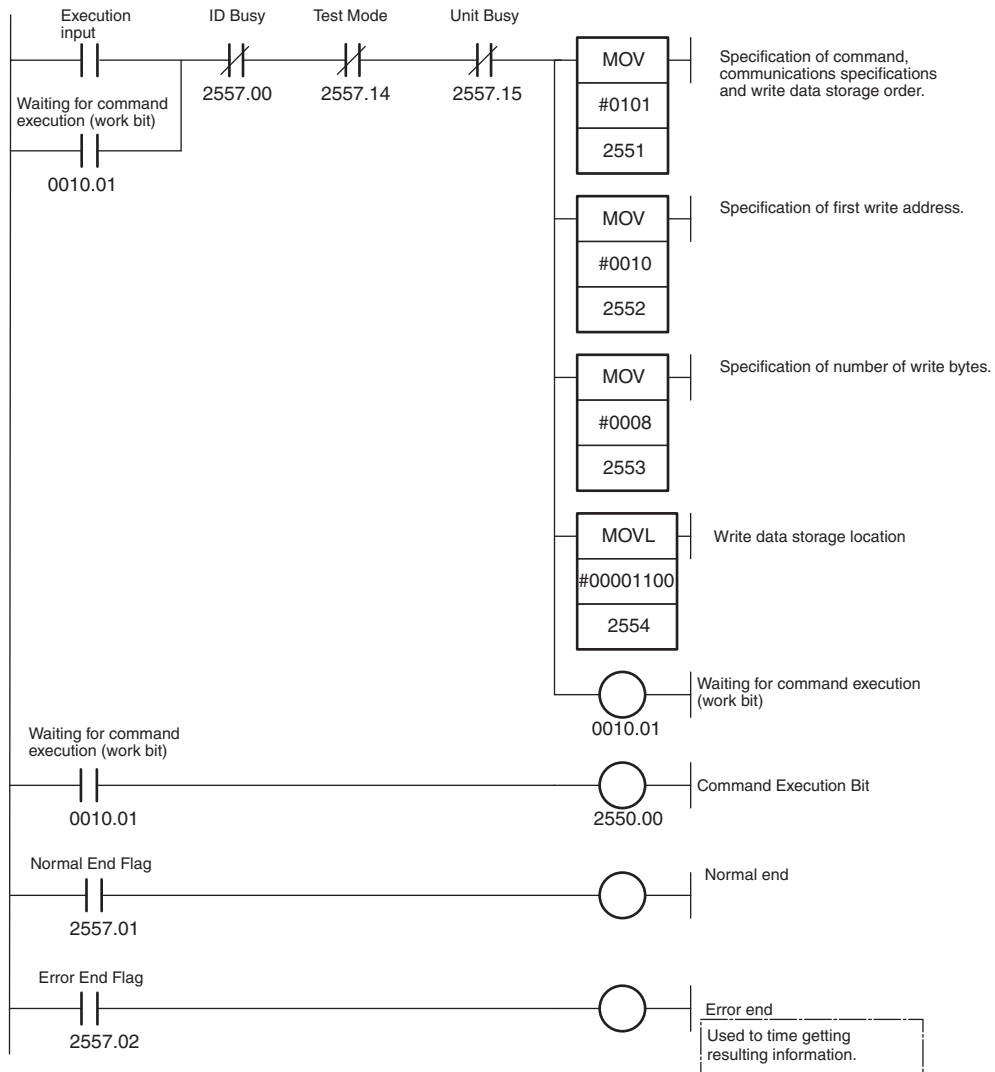 Execution
input
ID Busy
Test Mode
Unit Busy
2557.00
2557.14
2557.15
Waiting for command
execution (work bit)
0010.01
MOV
#0101
2551
Specification of command,
communications specifications
and write data storage order.
MOV
#0010
2552
Specification of first write address.
MOV
#0008
2553
Specification of number of write bytes.
MOVL
#00001100
2554
Write data storage location
0010.01
Waiting for command execution
(work bit)
Waiting for command
execution (work bit)
0010.01
2550.00
Command Execution Bit
Normal End Flag
2557.01
Normal end
Error End Flag
2557.02
Error end
Used to time getting
resulting information.